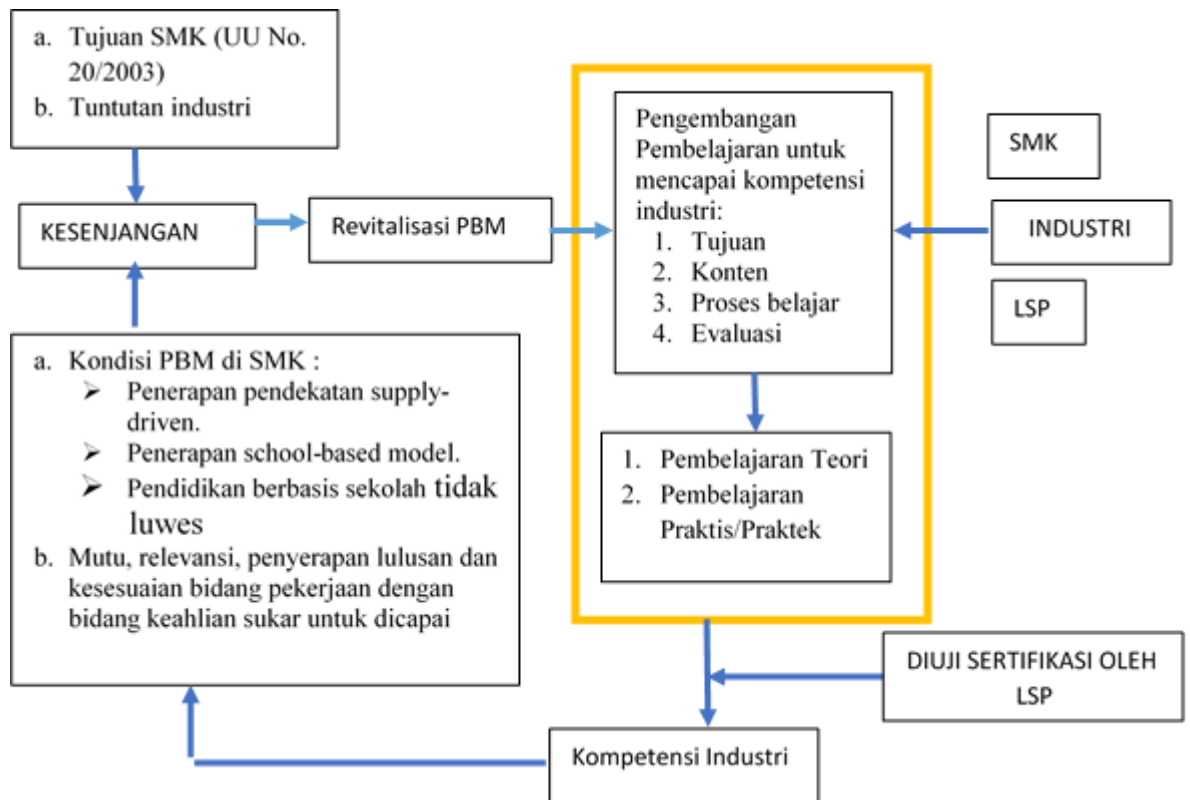 a. Tujuan SMK (UU No.
20/2003)
b. Tuntutan industri
KESENJANGAN
Revitalisasi PBM
Pengembangan
Pembelajaran untuk
mencapai kompetensi
industri:
1. Tujuan
2. Konten
3. Proses belajar
4. Evaluasi
SMK
INDUSTRI
LSP
a. Kondisi PBM di SMK :
➢ Penerapan pendekatan supply-
driven.
➢ Penerapan school-based model.
➢ Pendidikan berbasis sekolah tidak
luwes
b. Mutu, relevansi, penyerapan lulusan dan
kesesuaian bidang pekerjaan dengan
bidang keahlian sukar untuk dicapai
1. Pembelajaran Teori
2. Pembelajaran
Praktis/Praktek
DIUJI SERTIFIKASI OLEH
LSP
Kompetensi Industri